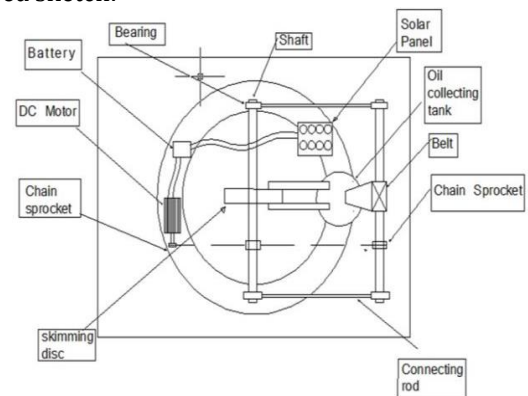 Bearing
Shaft
Solar
Panel
Battery
Oil
collecting
tank
DC Motor
Belt
Chain
sprocket
Chain Sprocket
skimming
disc
Connecting
rod